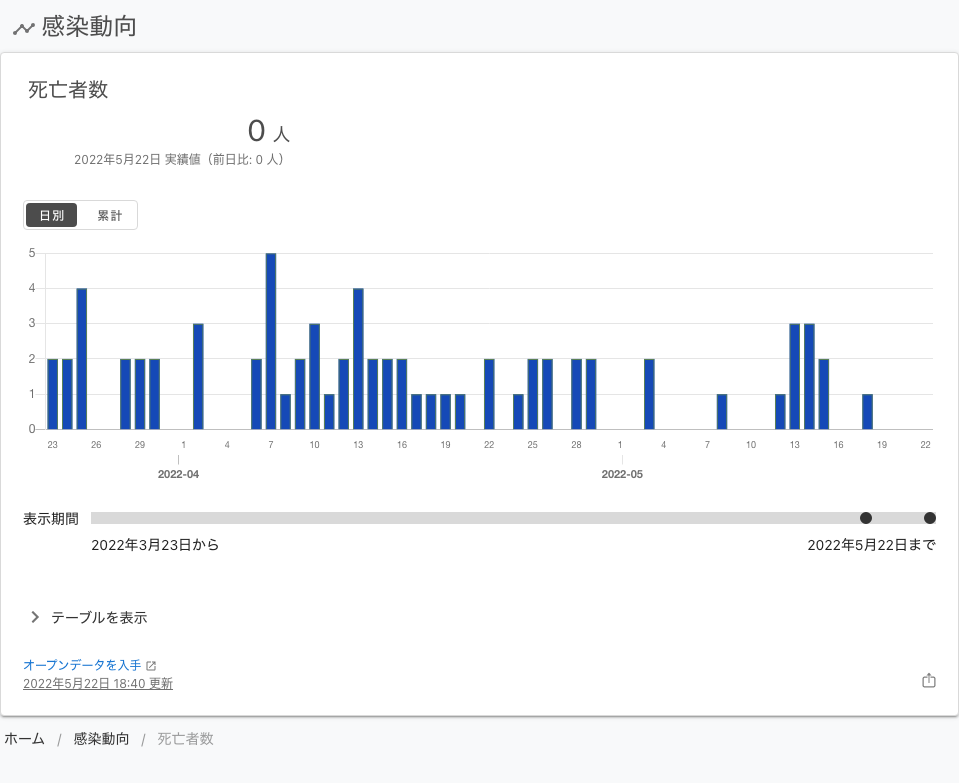 感染動向
死亡者数
0 人
2022年5月22日 実績値（前日比: 0 人）
日別 累計
5
4
3
2
1
0
23 26 29 1 4 7 10 13 16 19 22 25 28 1 4 7 10 13 16 19 22
2022-04 2022-05
表示期間
2022年3月23日から 2022年5月22日まで
テーブルを表示
オープンデータを入手
2022年5月22日 18:40 更新
ホーム / 感染動向 / 死亡者数